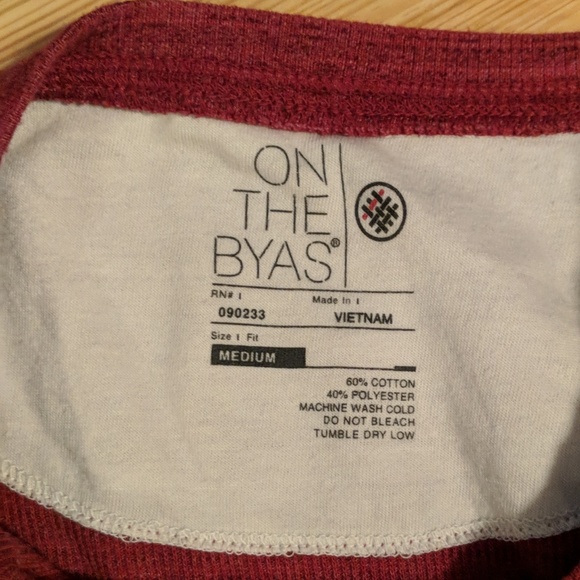 ON
THE
BYAS®
RN# | Made In |
090233 VIETNAM
Size | Fit
MEDIUM
60% COTTON
40% POLYESTER
MACHINE WASH COLD
DO NOT BLEACH
TUMBLE DRY LOW